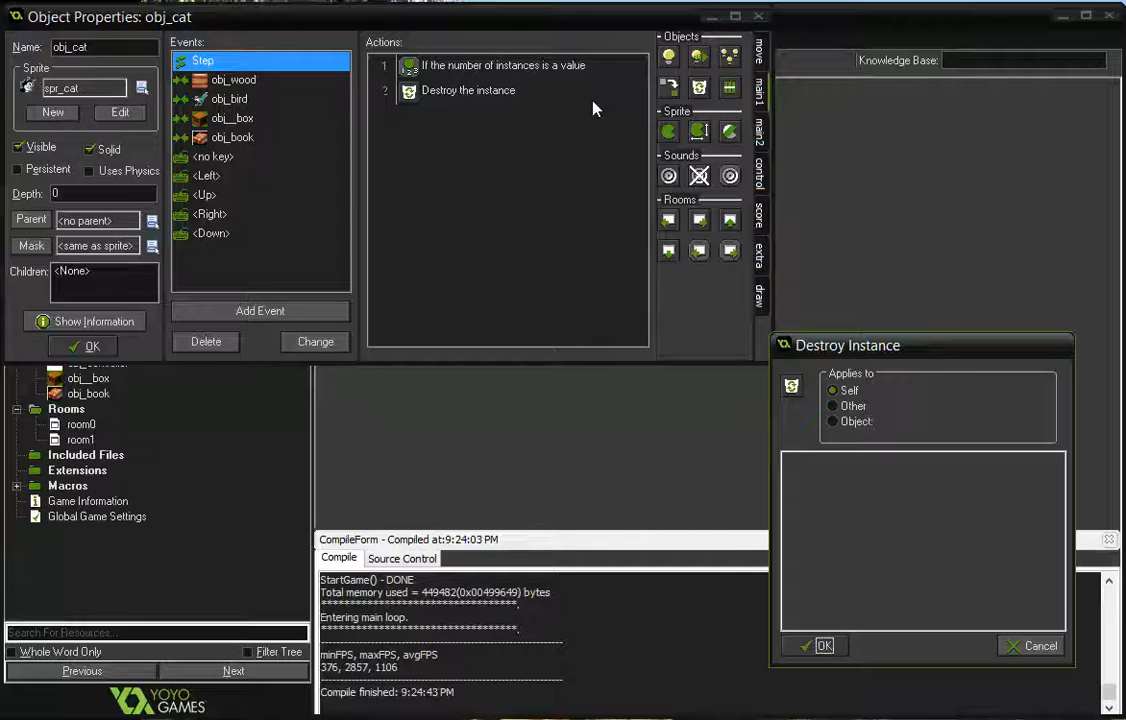 Object Properties: obj_cat
Name: obj_cat
Sprite
spr_cat
New Edit
Visible Solid
Persistent Uses Physics
Depth: 0
Parent <no parent>
Mask <same as sprite>
Children: <None>
Show Information
OK
Events:
Step
obj_wood
obj_bird
obj__box
obj_book
<no key>
<Left>
<Up>
<Right>
<Down>
Add Event
Delete Change
Actions:
1 If the number of instances is a value
2 Destroy the instance
Objects
Sprite
Sounds
Rooms
move
main1
main2
control
score
extra
draw
Knowledge Base:
obj__box
obj_book
Rooms
room0
room1
Included Files
Extensions
Macros
Game Information
Global Game Settings
Search For Resources...
Whole Word Only Filter Tree
Previous Next
YOYO
GAMES
CompileForm - Compiled at:9:24:03 PM
Compile Source Control
StartGame() - DONE
Total memory used = 449482(0x00499649) bytes
Entering main loop.
minFPS, maxFPS, avgFPS
376, 2857, 1106
Compile finished: 9:24:43 PM
Destroy Instance
Applies to
Self
Other
Object:
OK Cancel